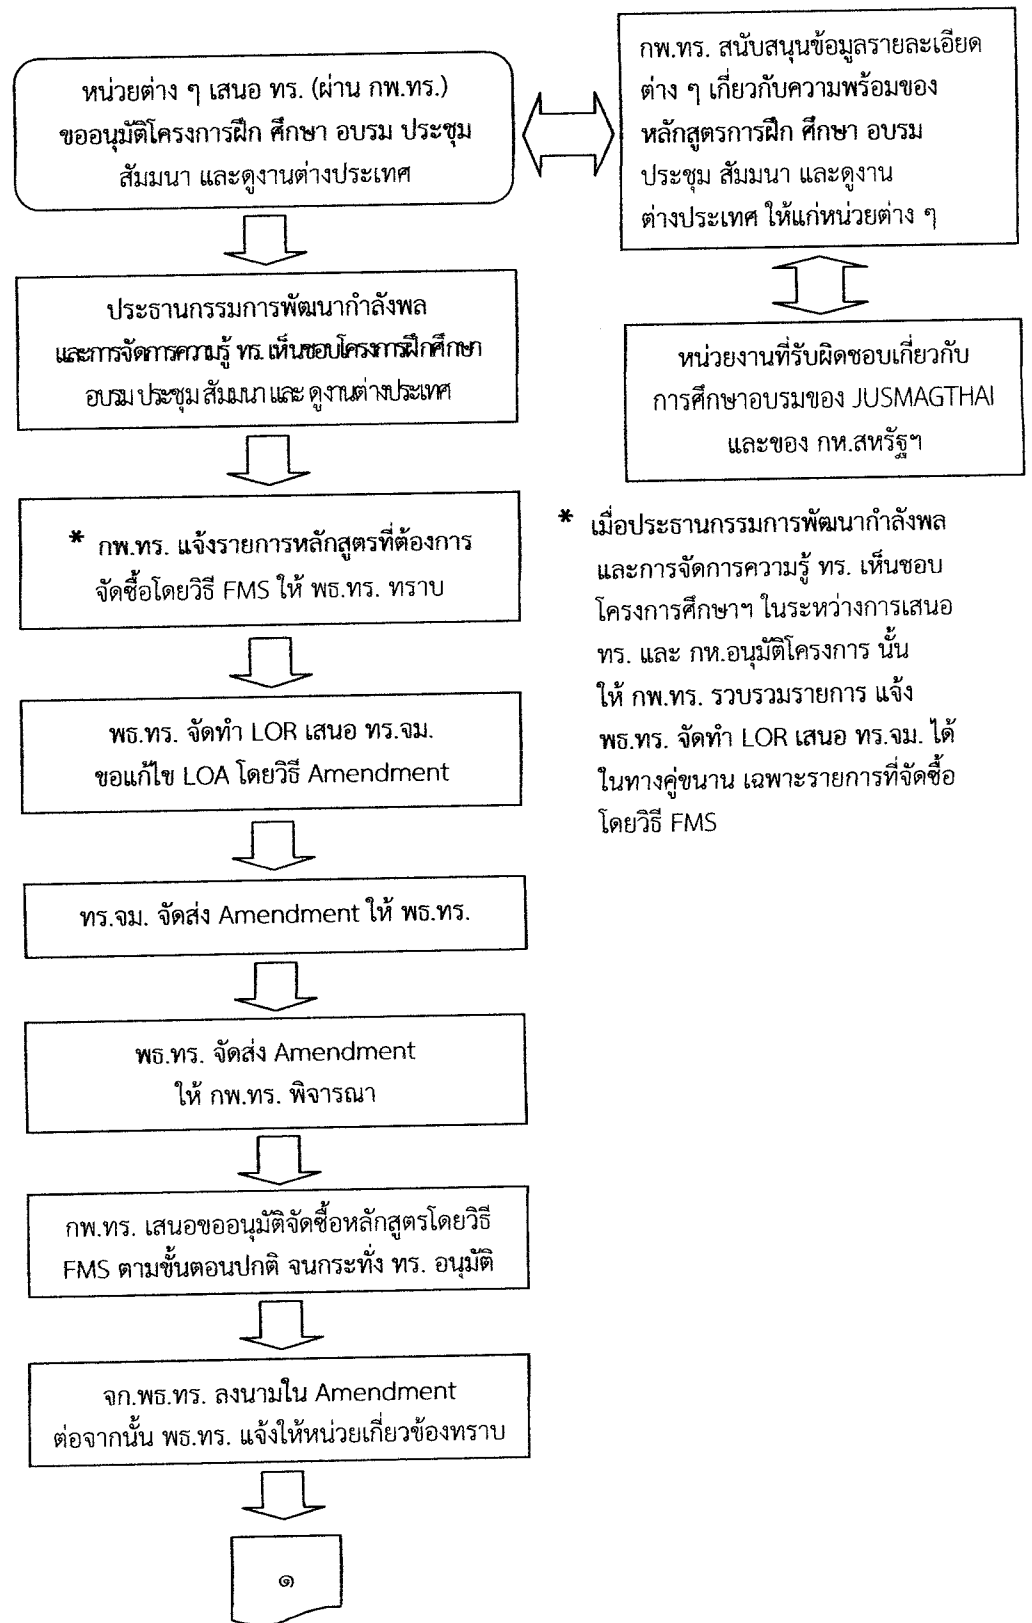 หน่วยต่าง ๆ เสนอ ทร. (ผ่าน กพ.ทร.)
ขออนุมัติโครงการฝึก ศึกษา อบรม ประชุม
สัมมนา และดูงานต่างประเทศ
กพ.ทร. สนับสนุนข้อมูลรายละเอียด
ต่าง ๆ เกี่ยวกับความพร้อมของ
หลักสูตรการฝึก ศึกษา อบรม
ประชุม สัมมนา และดูงาน
ต่างประเทศ ให้แก่หน่วยต่าง ๆ
หน่วยงานที่รับผิดชอบเกี่ยวกับ
การศึกษาอบรมของ JUSMAGTHAI
และของ กห.สหรัฐฯ
ประธานกรรมการพัฒนากำลังพล
และการจัดการความรู้ ทร. เห็นชอบโครงการฝึกศึกษา
อบรม ประชุม สัมมนา และ ดูงานต่างประเทศ
* กพ.ทร. แจ้งรายการหลักสูตรที่ต้องการ
จัดซื้อโดยวิธี FMS ให้ พธ.ทร. ทราบ
* เมื่อประธานกรรมการพัฒนากำลังพล
และการจัดการความรู้ ทร. เห็นชอบ
โครงการศึกษาฯ ในระหว่างการเสนอ
ทร. และ กห.อนุมัติโครงการ นั้น
ให้ กพ.ทร. รวบรวมรายการ แจ้ง
พธ.ทร. จัดทำ LOR เสนอ ทร.จม. ได้
ในทางคู่ขนาน เฉพาะรายการที่จัดซื้อ
โดยวิธี FMS
พธ.ทร. จัดทำ LOR เสนอ ทร.จม.
ขอแก้ไข LOA โดยวิธี Amendment
ทร.จม. จัดส่ง Amendment ให้ พธ.ทร.
พธ.ทร. จัดส่ง Amendment
ให้ กพ.ทร. พิจารณา
กพ.ทร. เสนอขออนุมัติจัดซื้อหลักสูตรโดยวิธี
FMS ตามขั้นตอนปกติ จนกระทั่ง ทร. อนุมัติ
จก.พธ.ทร. ลงนามใน Amendment
ต่อจากนั้น พธ.ทร. แจ้งให้หน่วยเกี่ยวข้องทราบ
๑